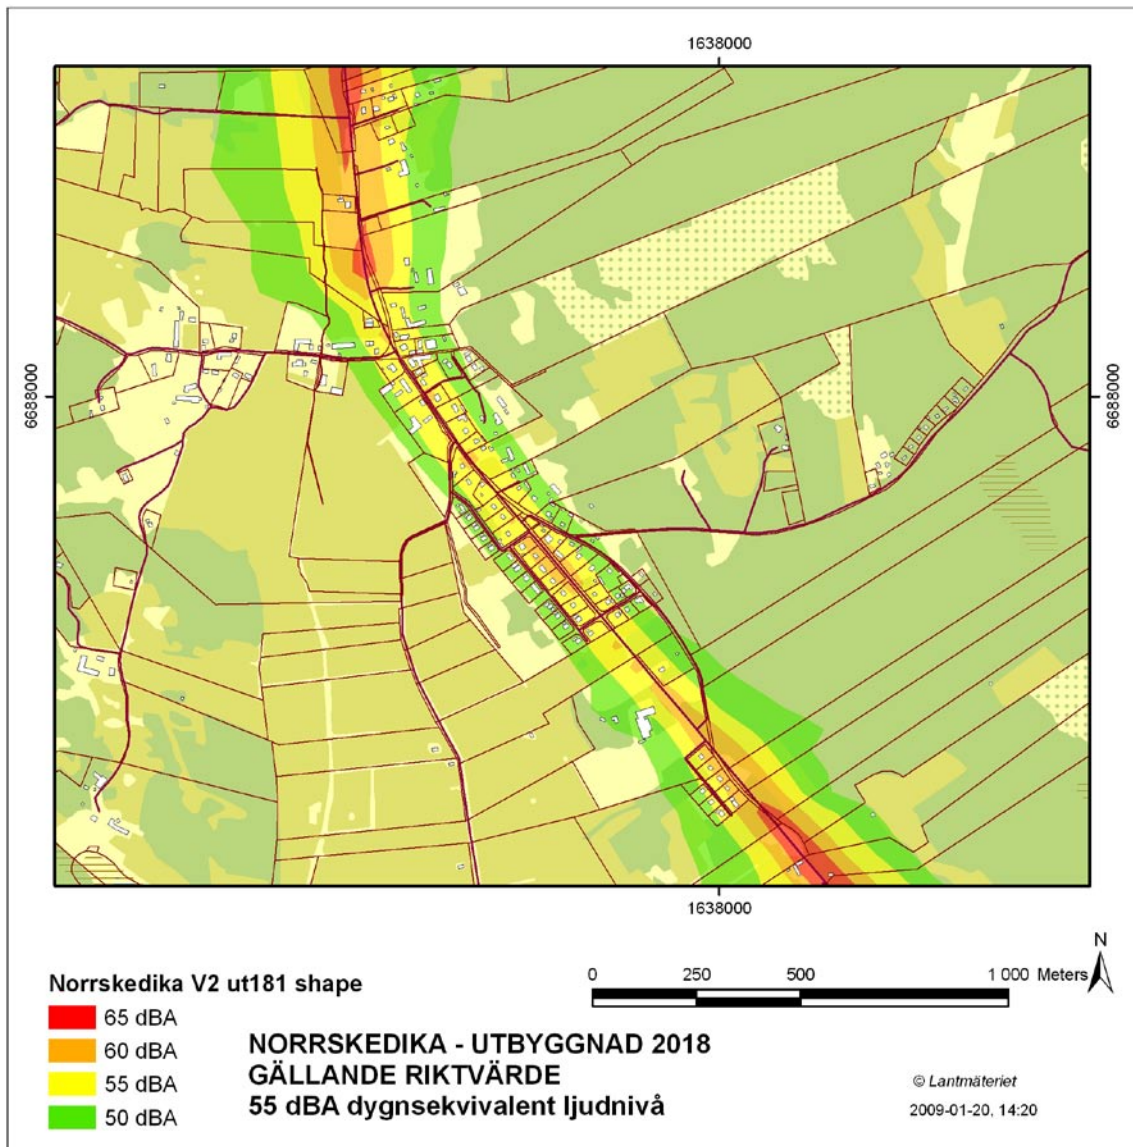 1638000
6688000
6688000
1638000
Norrskedika V2 ut181 shape
65 dBA
60 dBA
55 dBA
50 dBA
0 250 500 1 000 Meters
N
NORRSKEDIKA - UTBYGGNAD 2018
GÄLLANDE RIKTVÄRDE
55 dBA dygnsekvivalent ljudnivå
© Lantmäteriet
2009-01-20, 14:20